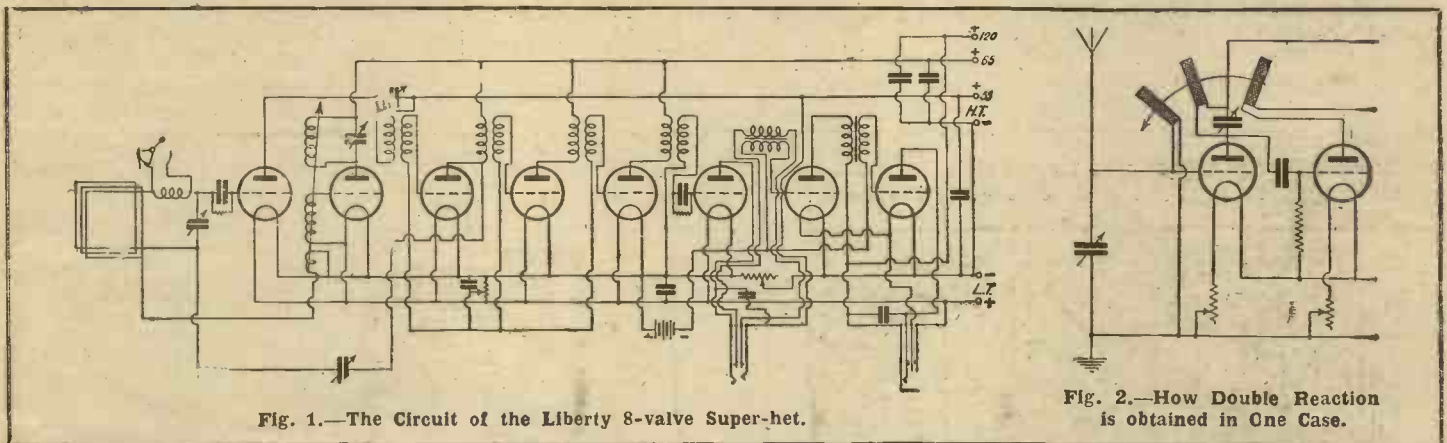 +
120
+
65
+
H.T.
-
-
L.T.
+
Fig. 1.—The Circuit of the Liberty 8-valve Super-het.
Fig. 2.—How Double Reaction
is obtained in One Case.